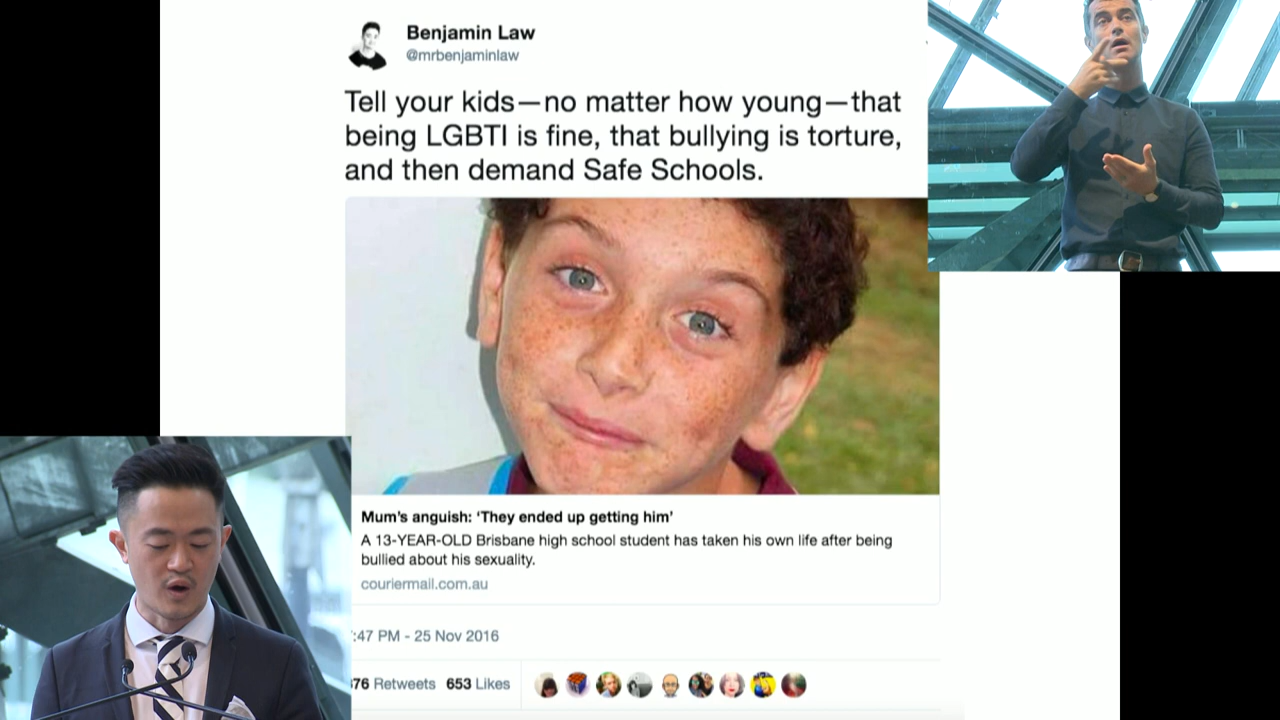 Benjamin Law
@mrbenjaminlaw
Tell your kids—no matter how young—that
being LGBTI is fine, that bullying is torture,
and then demand Safe Schools.
Mum's anguish: ‘They ended up getting him’
A 13-YEAR-OLD Brisbane high school student has taken his own life after being
bullied about his sexuality.
couriermail.com.au
:47 PM - 25 Nov 2016
76 Retweets 653 Likes